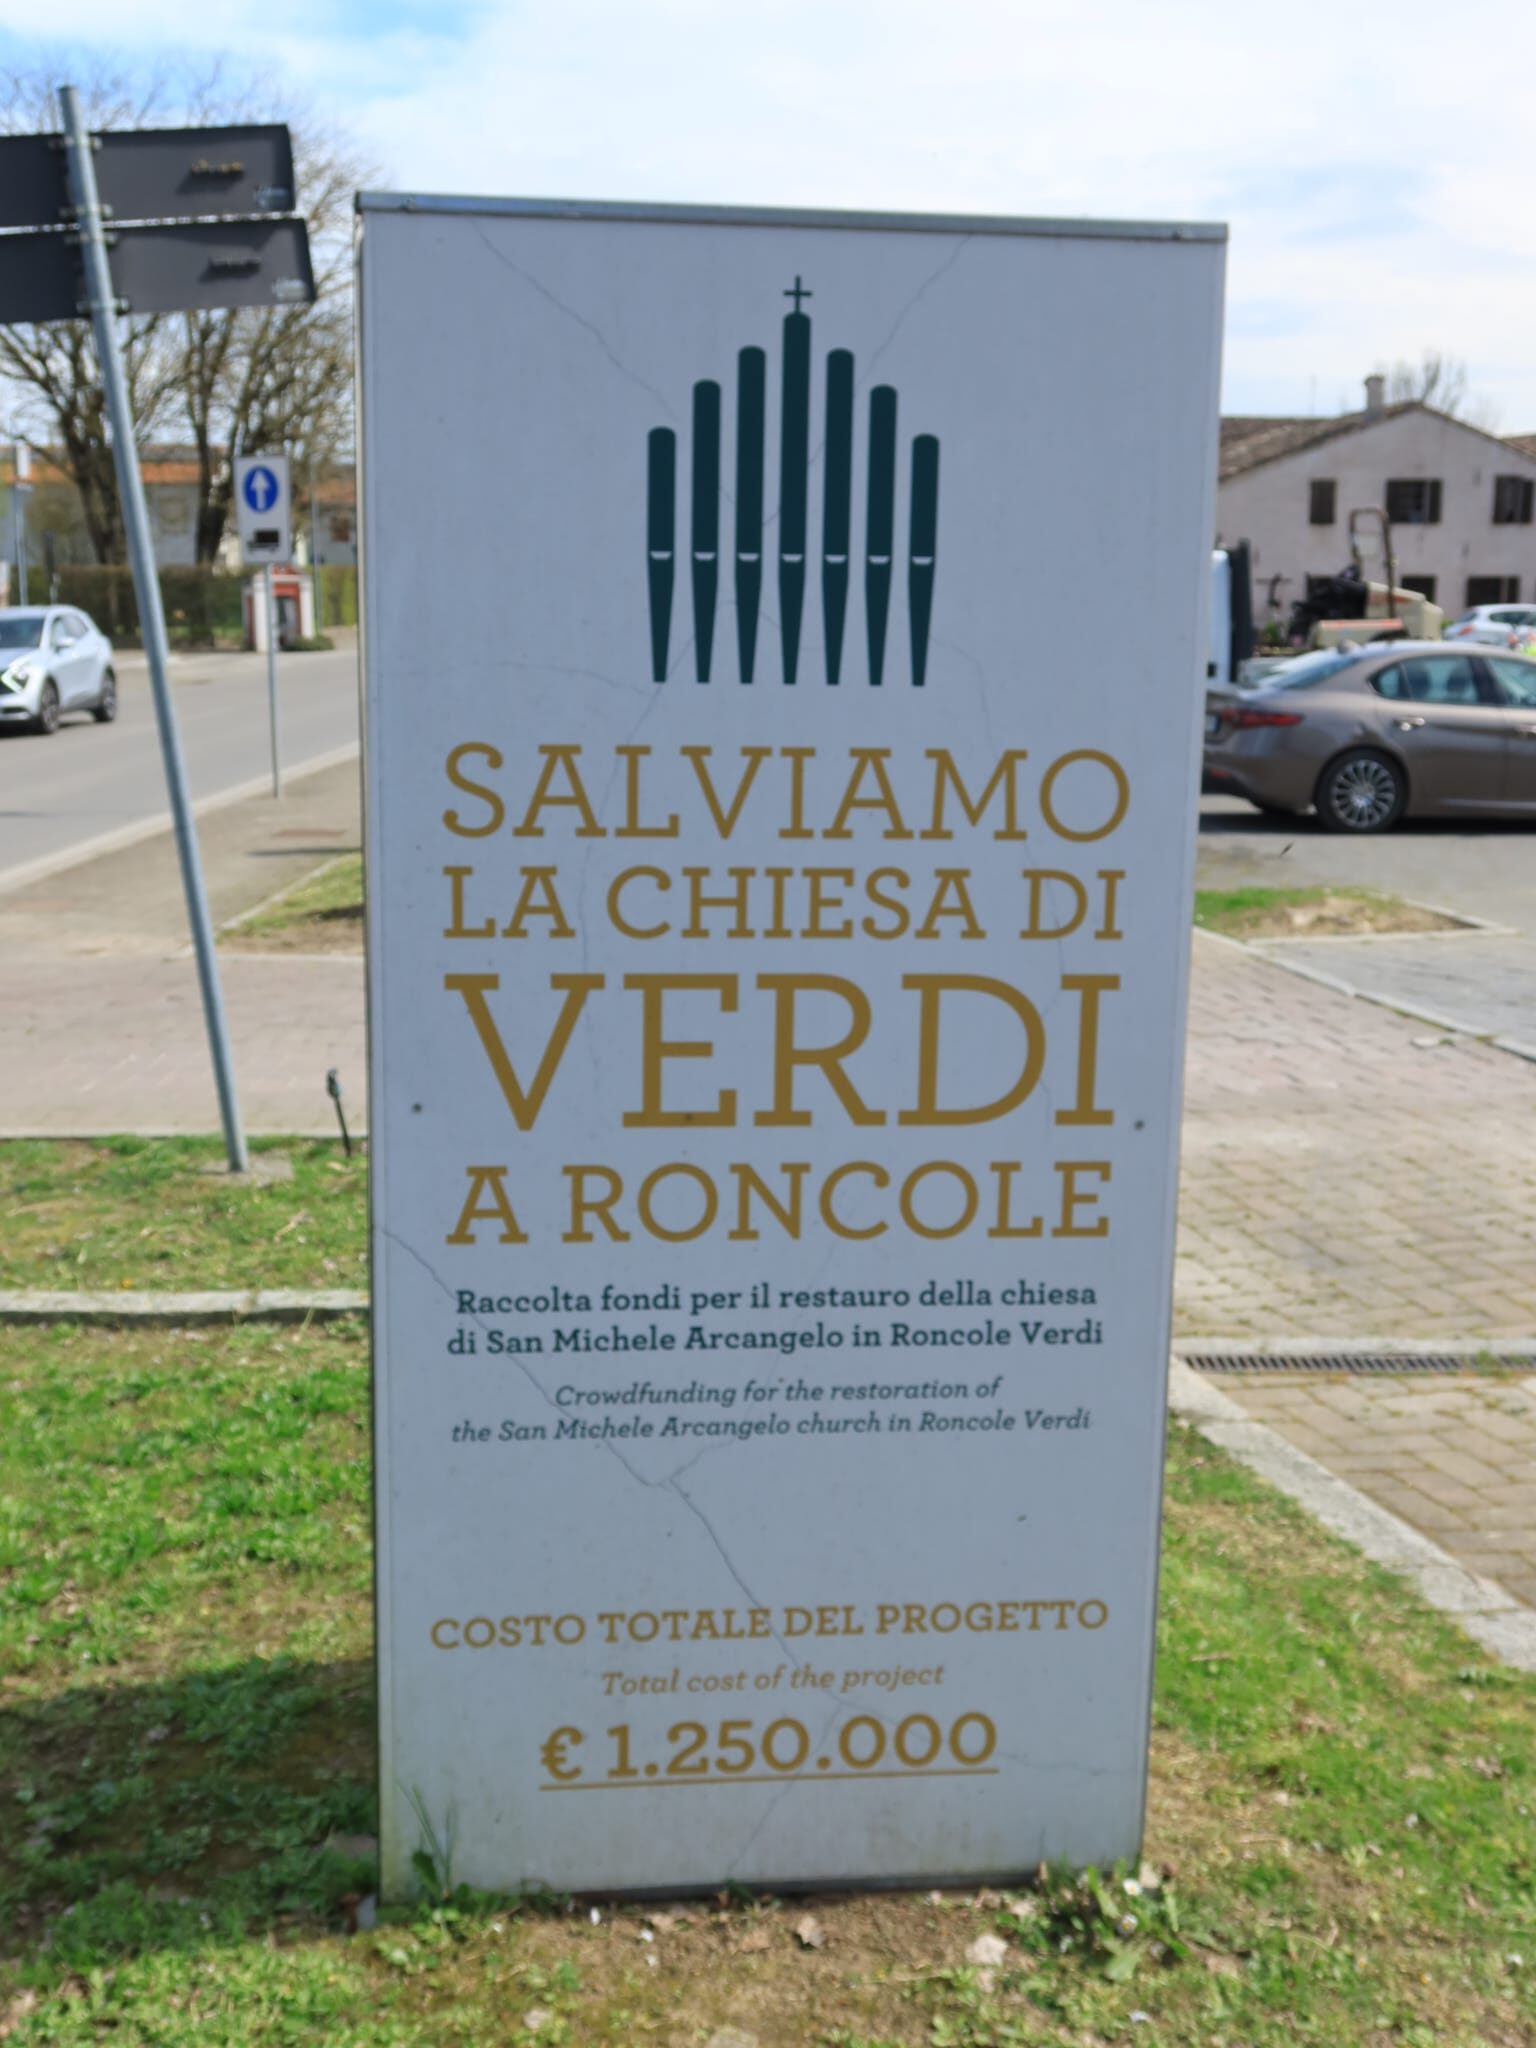 SALVIAMO
LA CHIESA DI
VERDI
A RONCOLE
Raccolta fondi per il restauro della chiesa
di San Michele Arcangelo in Roncole Verdi
Crowdfunding for the restoration of
the San Michele Arcangelo church in Roncole Verdi
COSTO TOTALE DEL PROGETTO
Total cost of the project
€ 1.250.000